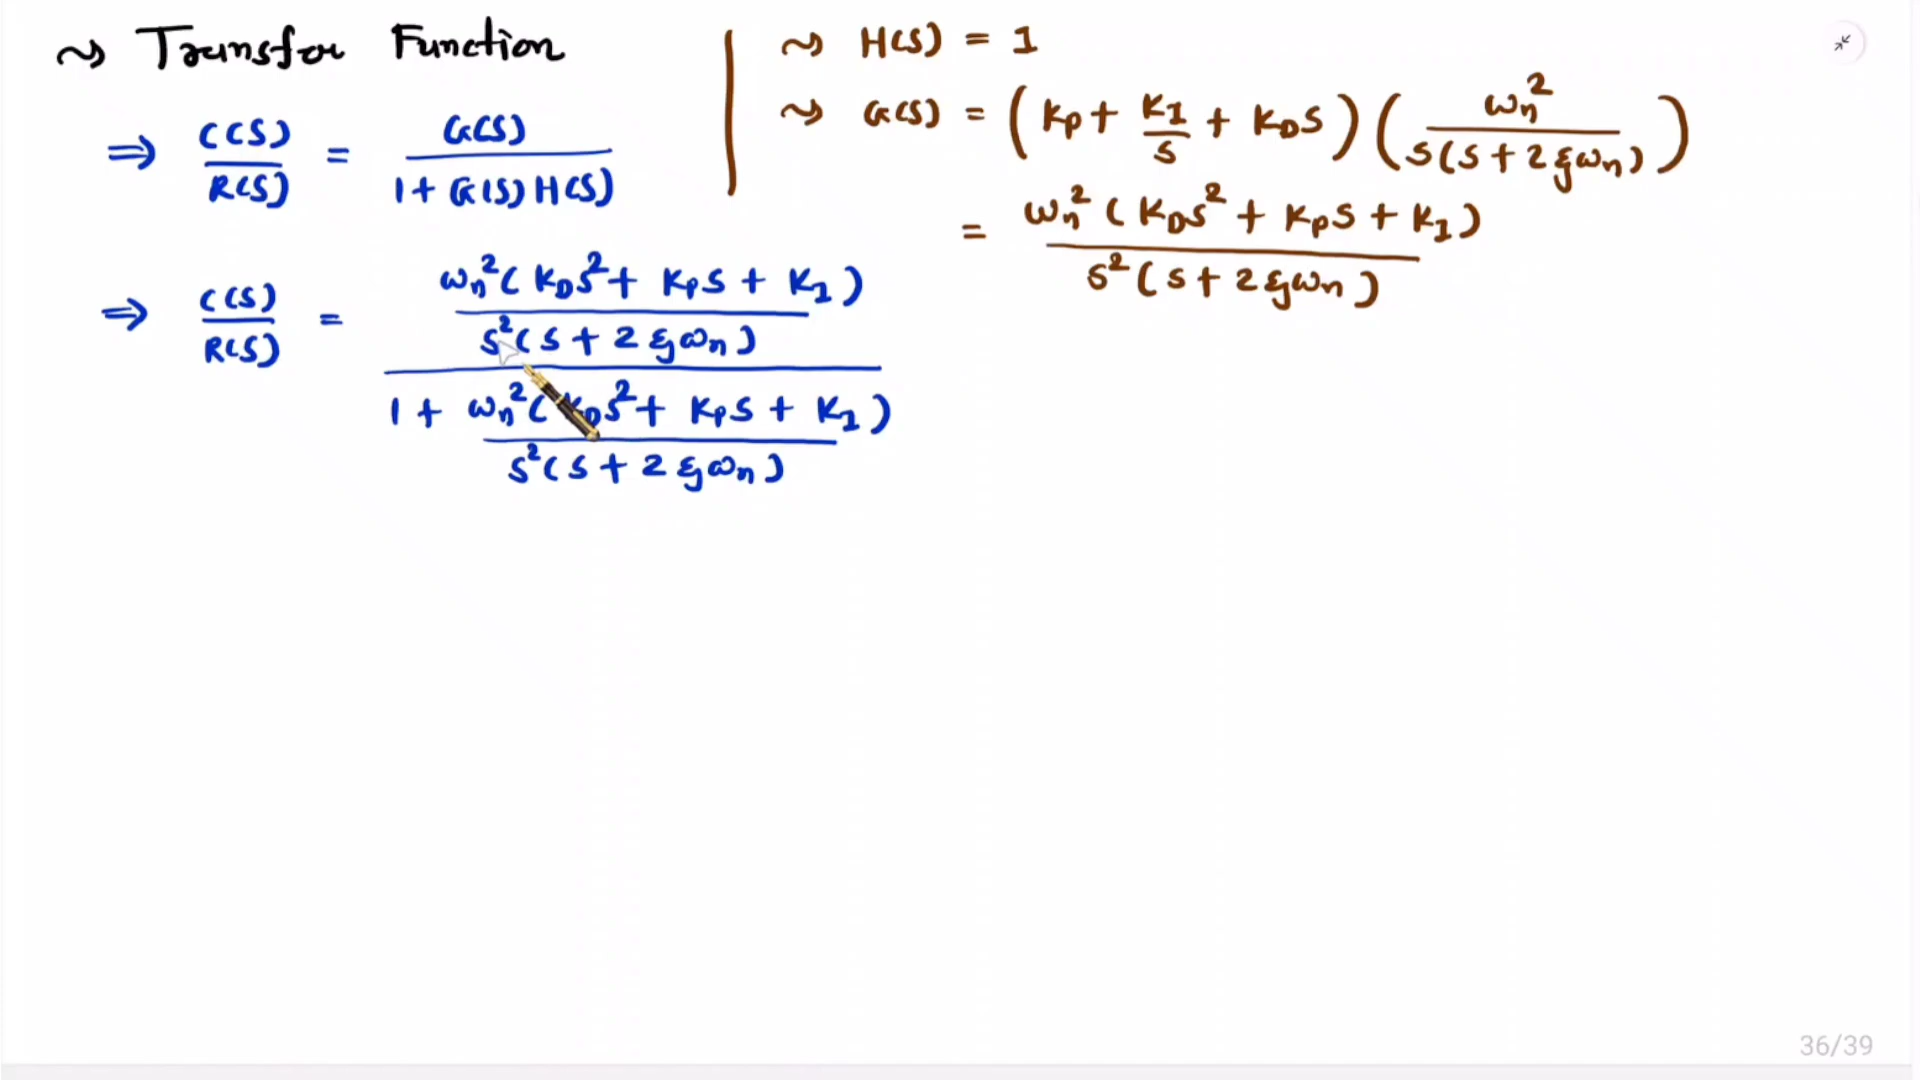 ~> Transfer Function
⇒ C(S)/R(S) = G(S)/(1 + G(S) H(S))
⇒ C(S)/R(S) = [ωn²(KDS² + KPS + KI) / S²(S + 2ξωn)] / [1 + ωn²(KDS² + KPS + KI) / S²(S + 2ξωn)]
~> H(S) = 1
~> G(S) = (KP + KI/S + KDS)(ωn²/S(S + 2ξωn))
= ωn²(KDS² + KPS + KI) / S²(S + 2ξωn)
36/39